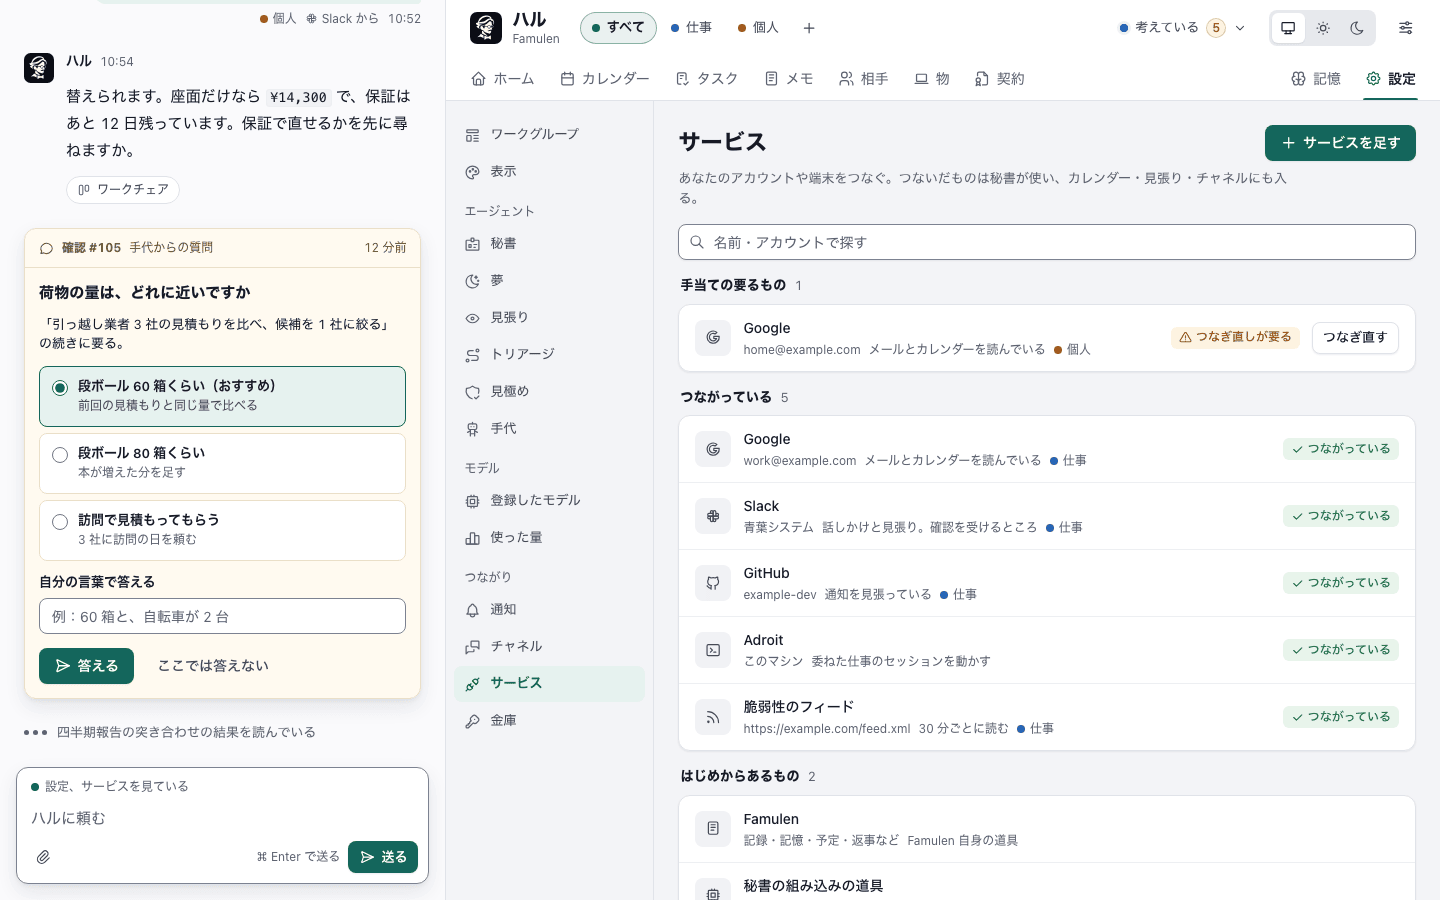 個人 Slack から 10:52
ハル 10:54
替えられます。座面だけなら ¥14,300 で、保証は
あと 12 日残っています。保証で直せるかを先に尋
ねますか。
ワークチェア
確認 #105 手代からの質問 12 分前
荷物の量は、どれに近いですか
「引っ越し業者 3 社の見積もりを比べ、候補を 1 社に絞る」
の続きに要る。
段ボール 60 箱くらい（おすすめ）
前回の見積もりと同じ量で比べる
段ボール 80 箱くらい
本が増えた分を足す
訪問で見積もってもらう
3 社に訪問の日を頼む
自分の言葉で答える
例：60 箱と、自転車が 2 台
答える ここでは答えない
四半期報告の突き合わせの結果を読んでいる
設定、サービスを見ている
ハルに頼む
⌘ Enter で送る 送る
ハル
Famulen
すべて 仕事 個人
考えている 5
ホーム カレンダー タスク メモ 相手 物 契約 記憶 設定
ワークグループ
表示
エージェント
秘書
夢
見張り
トリアージ
見極め
手代
モデル
登録したモデル
使った量
つながり
通知
チャネル
サービス
金庫
サービス
サービスを足す
あなたのアカウントや端末をつなぐ。つないだものは秘書が使い、カレンダー・見張り・チャネルにも入
る。
名前・アカウントで探す
手当ての要るもの 1
Google
home@example.com メールとカレンダーを読んでいる 個人
つなぎ直しが要る つなぎ直す
つながっている 5
Google
work@example.com メールとカレンダーを読んでいる 仕事
つながっている
Slack
青葉システム 話しかけと見張り。確認を受けるところ 仕事
つながっている
GitHub
example-dev 通知を見張っている 仕事
つながっている
Adroit
このマシン 委ねた仕事のセッションを動かす
つながっている
脆弱性のフィード
https://example.com/feed.xml 30 分ごとに読む 仕事
つながっている
はじめからあるもの 2
Famulen
記録・記憶・予定・返事など Famulen 自身の道具
秘書の組み込みの道具